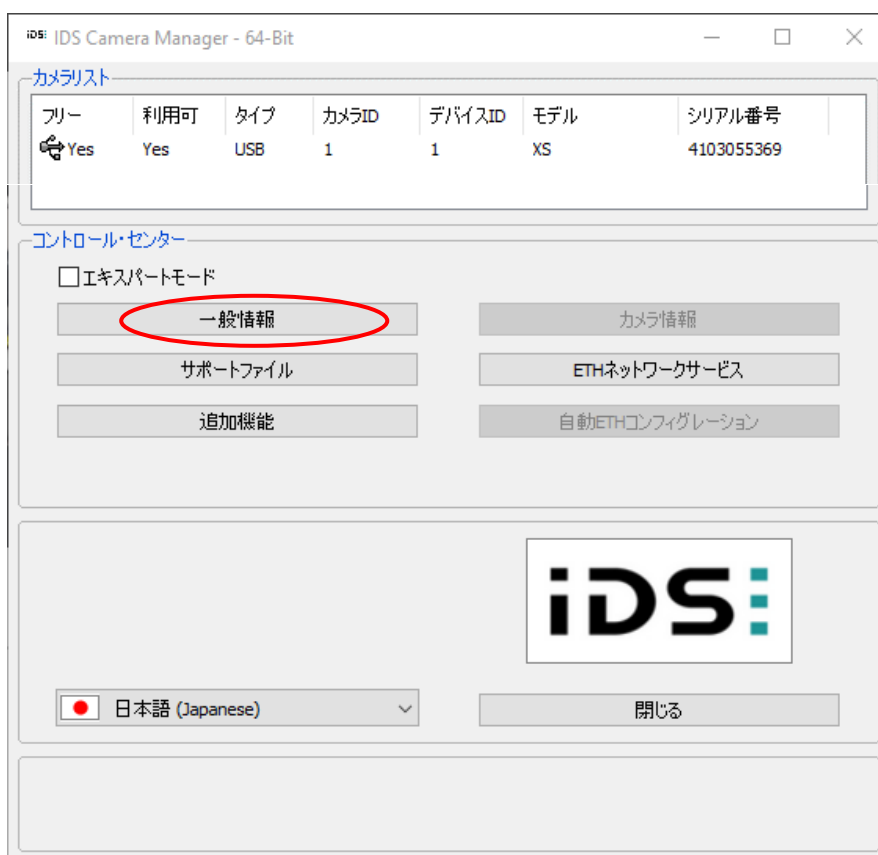 iDS: IDS Camera Manager - 64-Bit
カメラリスト
フリー 利用可 タイプ カメラID デバイスID モデル シリアル番号
Yes Yes USB 1 1 XS 4103055369
コントロール・センター
エキスパートモード
一般情報 カメラ情報
サポートファイル ETHネットワークサービス
追加機能 自動ETHコンフィグレーション
iDS:
日本語 (Japanese) 閉じる